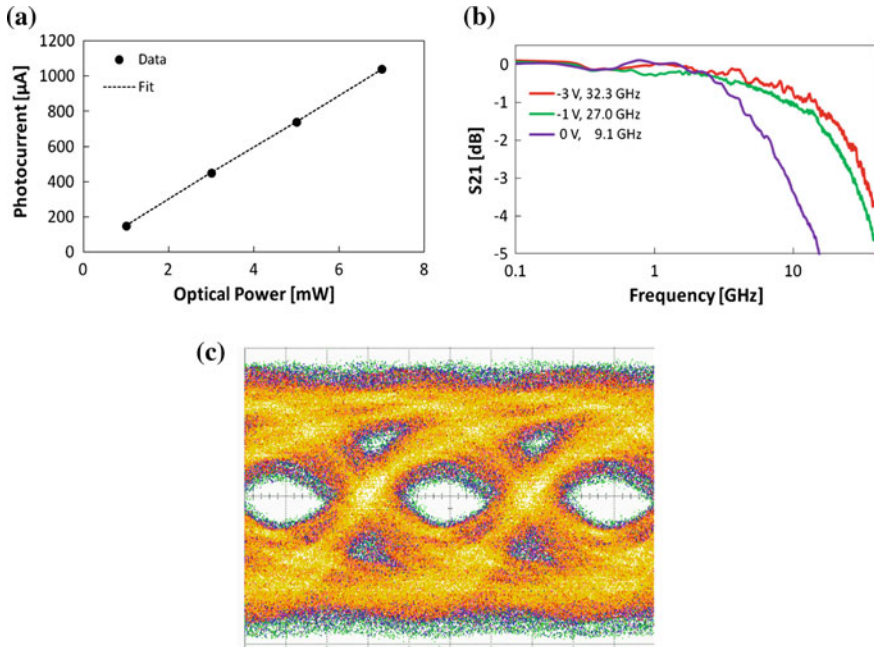 (a)
1200
1000
800
600
400
200
0
Photocurrent [µA]
Data
Fit
0 2 4 6 8
Optical Power [mW]
(b)
0
-1
-2
-3
-4
-5
S21 [dB]
-3 V, 32.3 GHz
-1 V, 27.0 GHz
0 V, 9.1 GHz
0.1 1 10
Frequency [GHz]
(c)